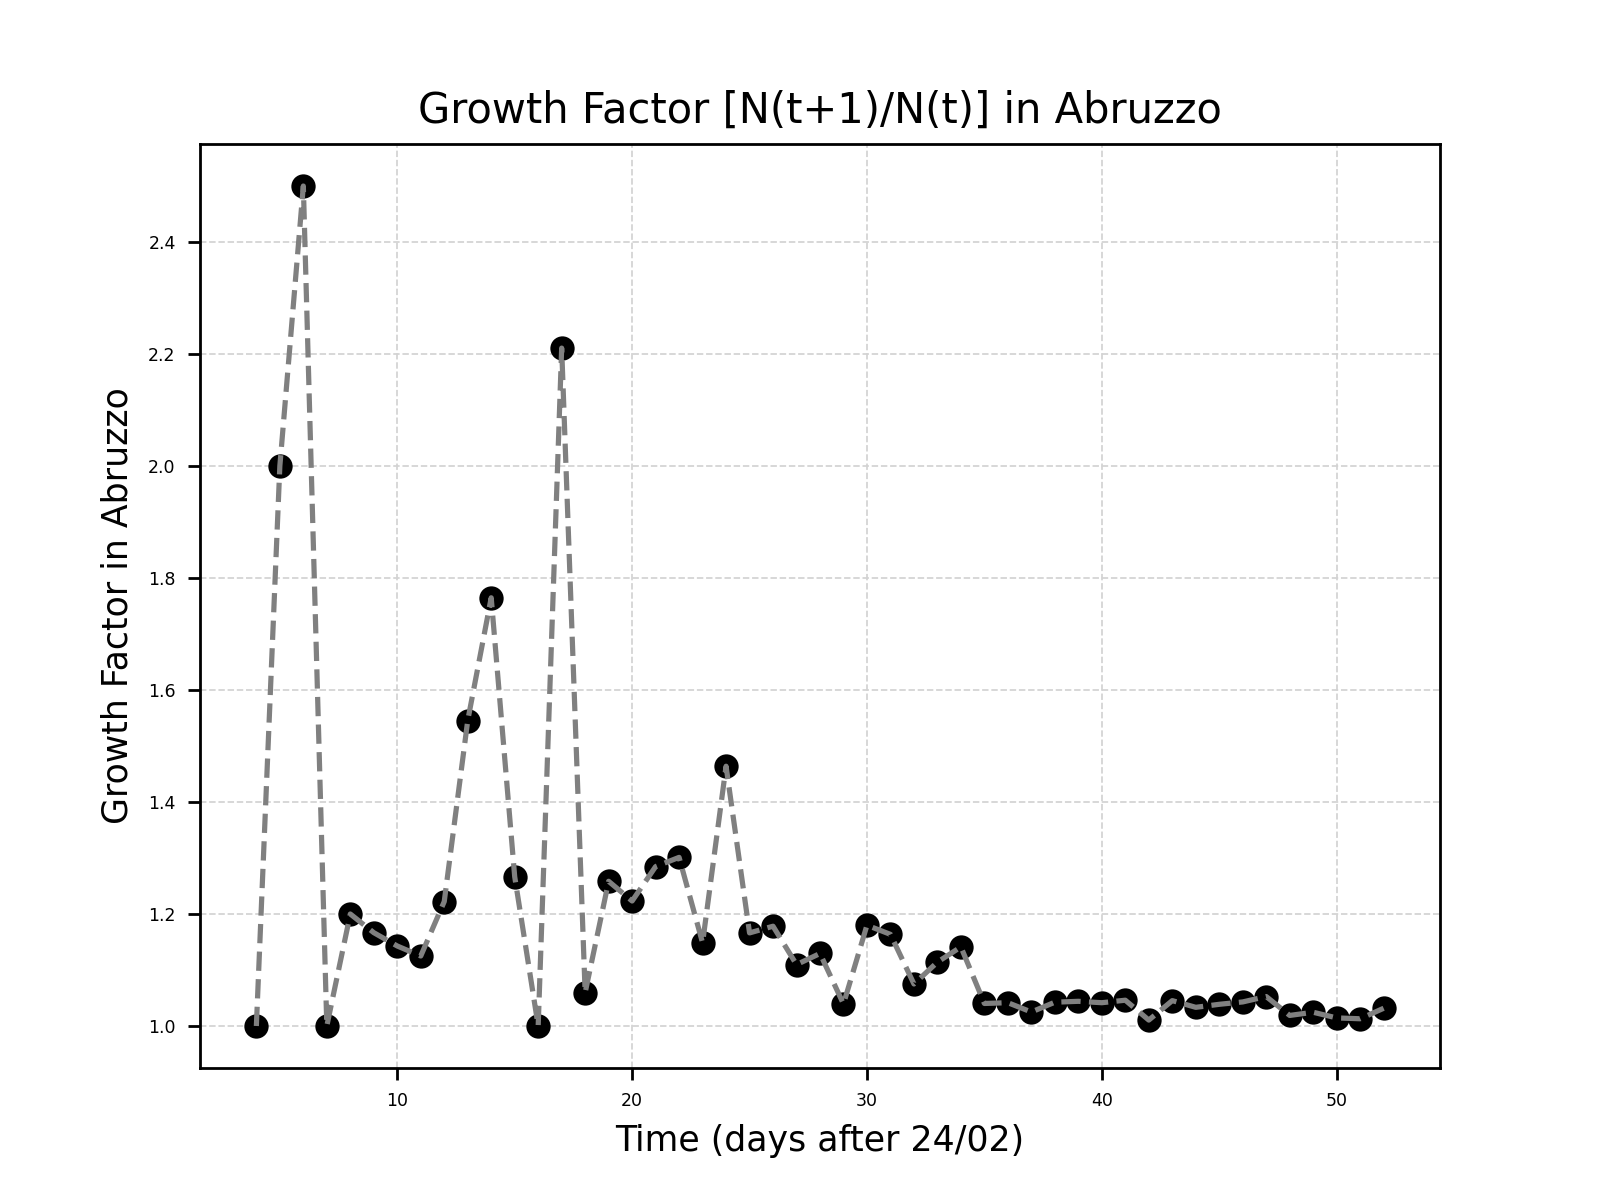 Growth Factor [N(t+1)/N(t)] in Abruzzo
Growth Factor in Abruzzo
2.4
2.2
2.0
1.8
1.6
1.4
1.2
1.0
10 20 30 40 50
Time (days after 24/02)